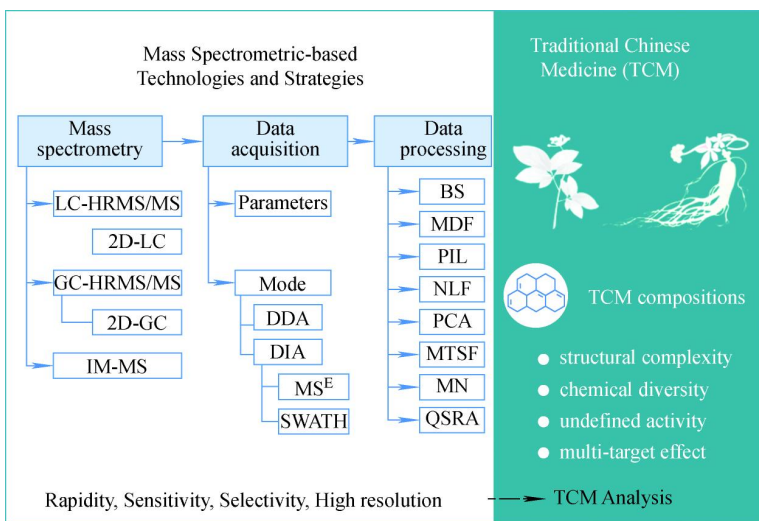 Mass Spectrometric-based
Technologies and Strategies
Mass
spectrometry
Data
acquisition
Data
processing
LC-HRMS/MS
2D-LC
GC-HRMS/MS
2D-GC
IM-MS
Parameters
Mode
DDA
DIA
MSᴱ
SWATH
BS
MDF
PIL
NLF
PCA
MTSF
MN
QSRA
Traditional Chinese
Medicine (TCM)
TCM compositions
structural complexity
chemical diversity
undefined activity
multi-target effect
Rapidity, Sensitivity, Selectivity, High resolution
TCM Analysis